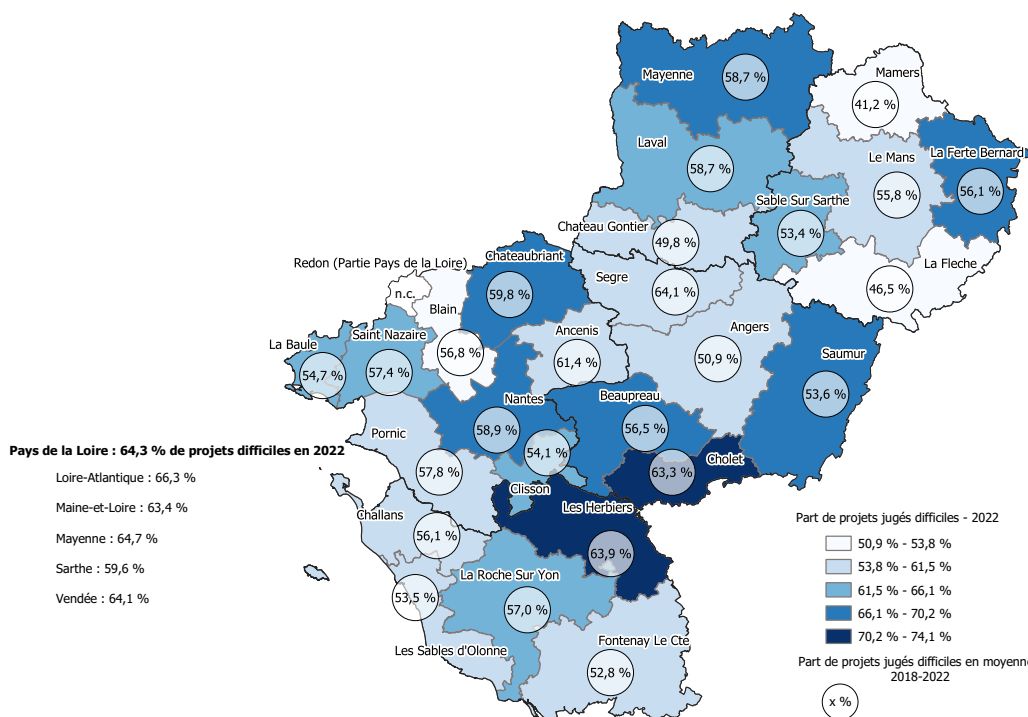 Mayenne
58,7 %
Mamers
41,2 %
Laval
58,7 %
Le Mans
55,8 %
La Ferte Bernard
56,1 %
Sable Sur Sarthe
53,4 %
Chateau Gontier
49,8 %
La Fleche
46,5 %
Redon (Partie Pays de la Loire)
n.c.
Chateaubriant
59,8 %
Segre
64,1 %
Blain
56,8 %
Angers
50,9 %
La Baule
54,7 %
Saint Nazaire
57,4 %
Ancenis
61,4 %
Saumur
53,6 %
Nantes
58,9 %
Beaupreau
56,5 %
Pornic
57,8 %
54,1 %
Clisson
Cholet
63,3 %
Les Herbiers
63,9 %
Challans
56,1 %
La Roche Sur Yon
57,0 %
53,5 %
Les Sables d'Olonne
Fontenay Le Cte
52,8 %
Pays de la Loire : 64,3 % de projets difficiles en 2022
Loire-Atlantique : 66,3 %
Maine-et-Loire : 63,4 %
Mayenne : 64,7 %
Sarthe : 59,6 %
Vendée : 64,1 %
Part de projets jugés difficiles - 2022
50,9 % - 53,8 %
53,8 % - 61,5 %
61,5 % - 66,1 %
66,1 % - 70,2 %
70,2 % - 74,1 %
Part de projets jugés difficiles en moyenne
2018-2022
x %